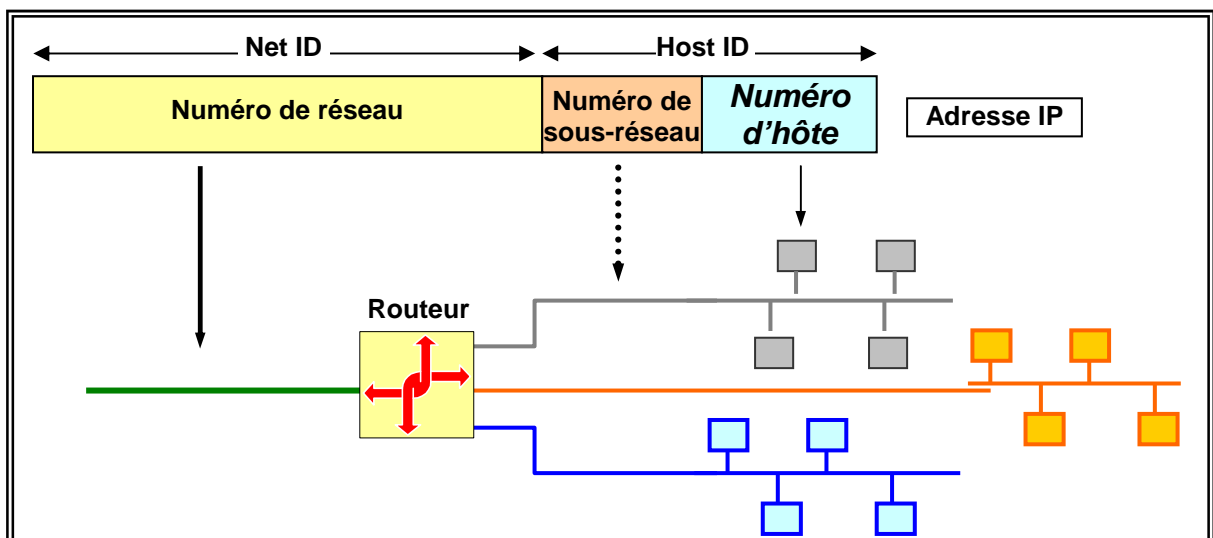 Net ID
Host ID
Numéro de réseau
Numéro de
sous-réseau
Numéro
d'hôte
Adresse IP
Routeur